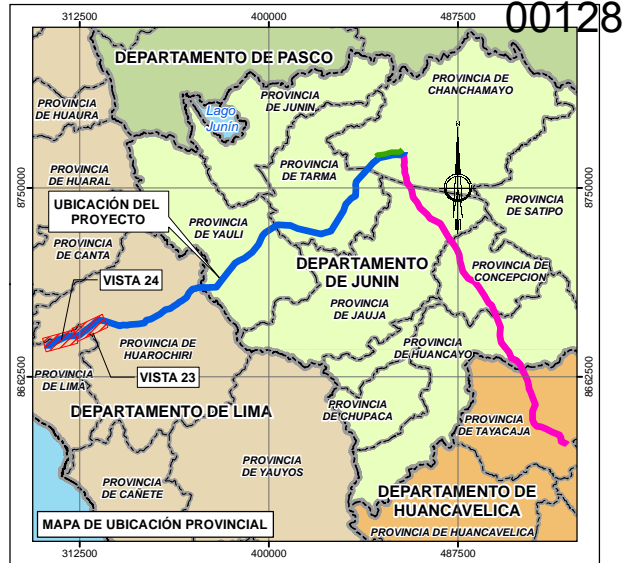 00128
312500
400000
487500
DEPARTAMENTO DE PASCO
PROVINCIA DE
CHANCHAMAYO
PROVINCIA
DE HUAURA
PROVINCIA
DE JUNIN
Lago
Junín
PROVINCIA
DE HUARAL
PROVINCIA
DE TARMA
8750000
8750000
UBICACIÓN DEL
PROYECTO
PROVINCIA
DE SATIPO
PROVINCIA
DE YAULI
PROVINCIA
DE CANTA
DEPARTAMENTO
DE JUNIN
PROVINCIA DE
CONCEPCION
VISTA 24
PROVINCIA
DE JAUJA
PROVINCIA DE
HUAROCHIRI
PROVINCIA
DE HUANCAYO
VISTA 23
PROVINCIA
DE LIMA
8662500
8662500
DEPARTAMENTO DE LIMA
PROVINCIA
DE CHUPACA
PROVINCIA
DE TAYACAJA
PROVINCIA
DE YAUYOS
PROVINCIA
DE CAÑETE
DEPARTAMENTO DE
HUANCAVELICA
MAPA DE UBICACIÓN PROVINCIAL
PROVINCIA DE HUANCAVELICA
312500
400000
487500